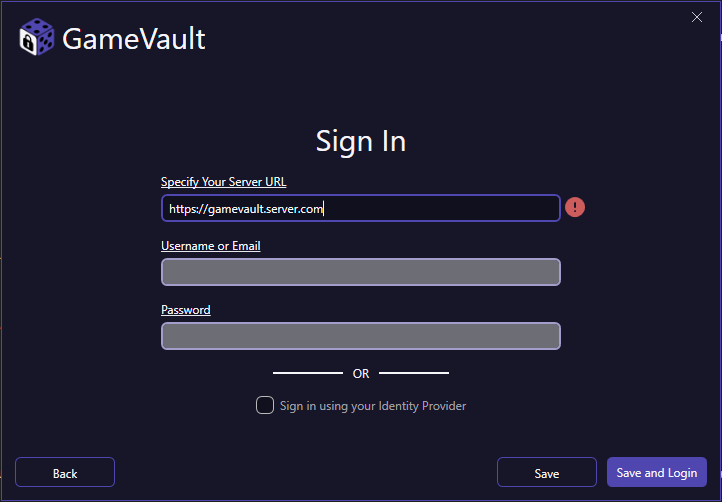 GameVault
Sign In
Specify Your Server URL
https://gamevault.server.com
!
Username or Email
Password
OR
Sign in using your Identity Provider
Back
Save
Save and Login